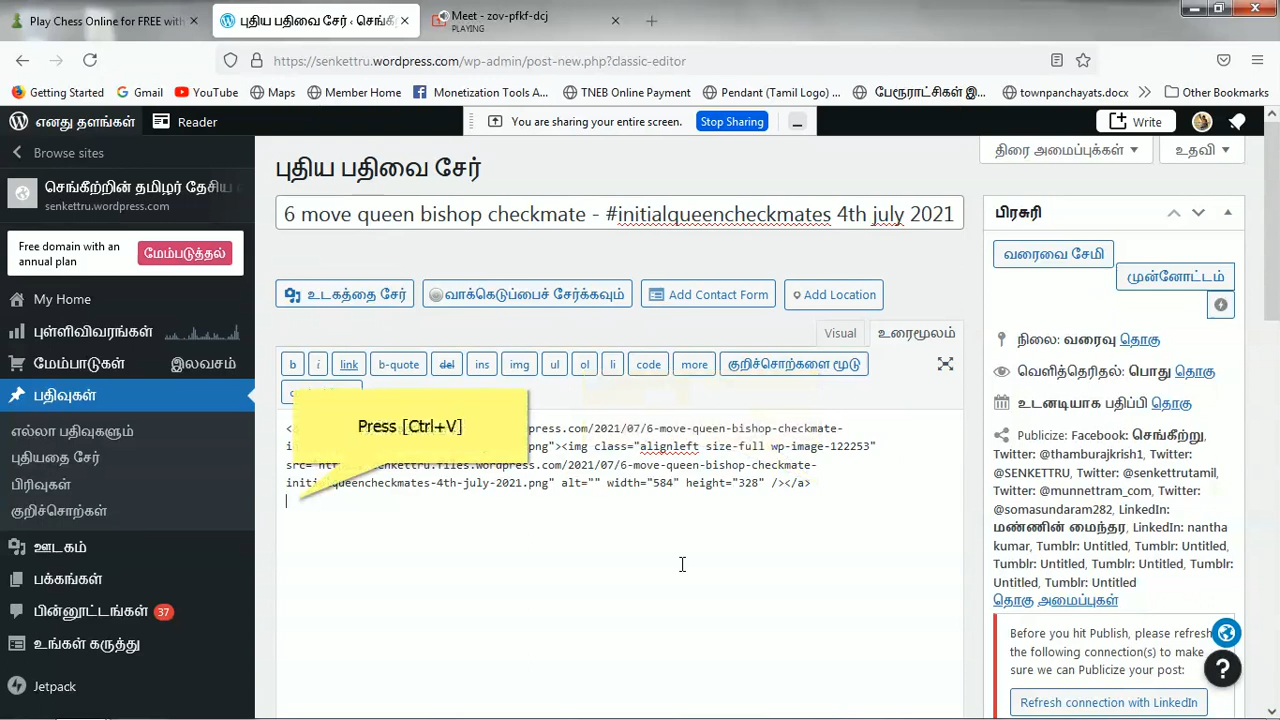 Play Chess Online for FREE with
புதிய பதிவை சேர் ‹ செங்கீ
Meet - zov-pfkf-dcj
PLAYING
https://senkettru.wordpress.com/wp-admin/post-new.php?classic-editor
Getting Started
Gmail
YouTube
Maps
Member Home
Monetization Tools A...
TNEB Online Payment
Pendant (Tamil Logo) ...
பேரூராட்சிகள் இ...
townpanchayats.docx
Other Bookmarks
எனது தளங்கள்
Reader
You are sharing your entire screen.
Stop Sharing
Write
Browse sites
செங்கீற்றின் தமிழர் தேசிய
senkettru.wordpress.com
Free domain with an
annual plan
மேம்படுத்தல்
My Home
புள்ளிவிவரங்கள்
மேம்பாடுகள்
இலவசம்
பதிவுகள்
எல்லா பதிவுகளும்
புதியதை சேர்
பிரிவுகள்
குறிச்சொற்கள்
ஊடகம்
பக்கங்கள்
பின்னூட்டங்கள் 37
உங்கள் கருத்து
Jetpack
திரை அமைப்புக்கள்
உதவி
புதிய பதிவை சேர்
6 move queen bishop checkmate - #initialqueencheckmates 4th july 2021
உடகத்தை சேர்
வாக்கெடுப்பைச் சேர்க்கவும்
Add Contact Form
Add Location
Visual
உரைமூலம்
b
i
link
b-quote
del
ins
img
ul
ol
li
code
more
குறிச்சொற்களை மூடு
Press [Ctrl+V]
press.com/2021/07/6-move-queen-bishop-checkmate-
png"><img class="alignleft size-full wp-image-122253"
senkettru.files.wordpress.com/2021/07/6-move-queen-bishop-checkmate-
queencheckmates-4th-july-2021.png" alt="" width="584" height="328" /></a>
பிரசுரி
வரைவை சேமி
முன்னோட்டம்
நிலை: வரைவு தொகு
வெளித்தெரிதல்: பொது தொகு
உடனடியாக பதிப்பி தொகு
Publicize: Facebook: செங்கீற்று,
Twitter: @thamburajkrish1, Twitter:
@SENKETTRU, Twitter: @senkettrutamil,
Twitter: @munnettram_com, Twitter:
@somasundaram282, LinkedIn:
மண்ணின் மைந்தர, LinkedIn: nantha
kumar, Tumblr: Untitled, Tumblr: Untitled,
Tumblr: Untitled, Tumblr: Untitled, Tumblr:
Untitled, Tumblr: Untitled
தொகு அமைப்புகள்
Before you hit Publish, please refresh
the following connection(s) to make
sure we can Publicize your post:
Refresh connection with LinkedIn